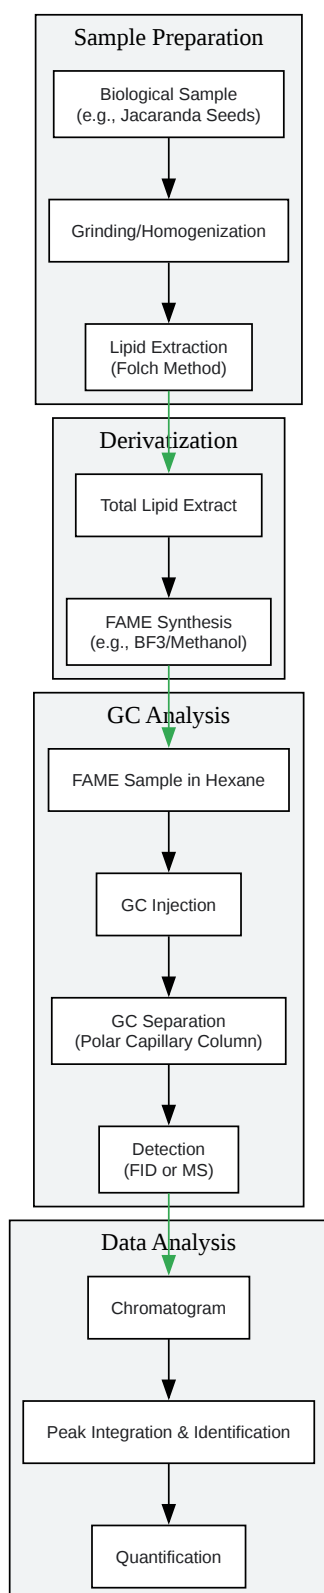 Sample Preparation
Biological Sample
(e.g., Jacaranda Seeds)
Grinding/Homogenization
Lipid Extraction
(Folch Method)
Derivatization
Total Lipid Extract
FAME Synthesis
(e.g., BF3/Methanol)
GC Analysis
FAME Sample in Hexane
GC Injection
GC Separation
(Polar Capillary Column)
Detection
(FID or MS)
Data Analysis
Chromatogram
Peak Integration & Identification
Quantification